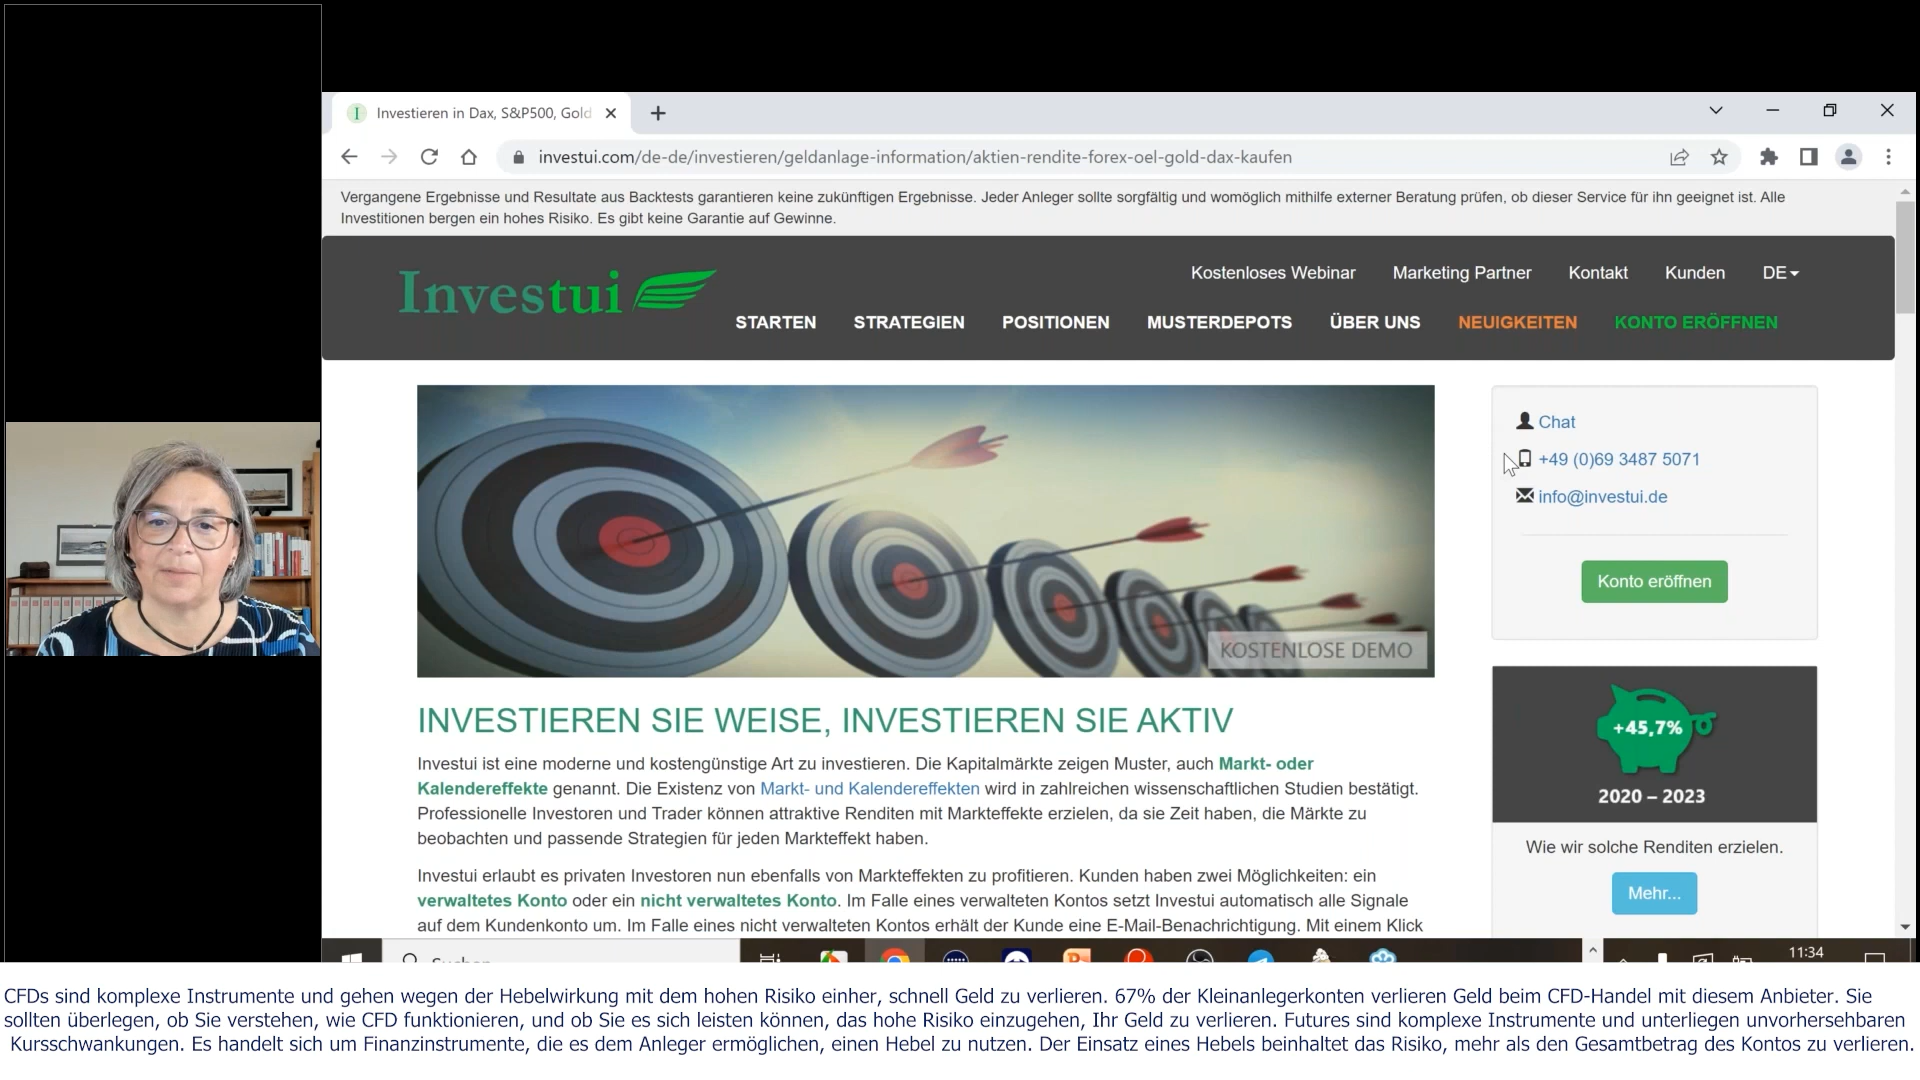 Investieren in Dax, S&P500, Gold
investui.com/de-de/investieren/geldanlage-information/aktien-rendite-forex-oel-gold-dax-kaufen
Vergangene Ergebnisse und Resultate aus Backtests garantieren keine zukünftigen Ergebnisse. Jeder Anleger sollte sorgfältig und womöglich mithilfe externer Beratung prüfen, ob dieser Service für ihn geeignet ist. Alle
Investitionen bergen ein hohes Risiko. Es gibt keine Garantie auf Gewinne.
Kostenloses Webinar Marketing Partner Kontakt Kunden DE
Investui
STARTEN STRATEGIEN POSITIONEN MUSTERDEPOTS ÜBER UNS NEUIGKEITEN KONTO ERÖFFNEN
Chat
+49 (0)69 3487 5071
info@investui.de
Konto eröffnen
KOSTENLOSE DEMO
INVESTIEREN SIE WEISE, INVESTIEREN SIE AKTIV
Investui ist eine moderne und kostengünstige Art zu investieren. Die Kapitalmärkte zeigen Muster, auch Markt- oder
Kalendereffekte genannt. Die Existenz von Markt- und Kalendereffekten wird in zahlreichen wissenschaftlichen Studien bestätigt.
Professionelle Investoren und Trader können attraktive Renditen mit Markteffekte erzielen, da sie Zeit haben, die Märkte zu
beobachten und passende Strategien für jeden Markteffekt haben.
Investui erlaubt es privaten Investoren nun ebenfalls von Markteffekten zu profitieren. Kunden haben zwei Möglichkeiten: ein
verwaltetes Konto oder ein nicht verwaltetes Konto. Im Falle eines verwalteten Kontos setzt Investui automatisch alle Signale
auf dem Kundenkonto um. Im Falle eines nicht verwalteten Kontos erhält der Kunde eine E-Mail-Benachrichtigung. Mit einem Klick
+45,7%
2020 – 2023
Wie wir solche Renditen erzielen.
Mehr...
Suchen
11:34
CFDs sind komplexe Instrumente und gehen wegen der Hebelwirkung mit dem hohen Risiko einher, schnell Geld zu verlieren. 67% der Kleinanlegerkonten verlieren Geld beim CFD-Handel mit diesem Anbieter. Sie
sollten überlegen, ob Sie verstehen, wie CFD funktionieren, und ob Sie es sich leisten können, das hohe Risiko einzugehen, Ihr Geld zu verlieren. Futures sind komplexe Instrumente und unterliegen unvorhersehbaren
Kursschwankungen. Es handelt sich um Finanzinstrumente, die es dem Anleger ermöglichen, einen Hebel zu nutzen. Der Einsatz eines Hebels beinhaltet das Risiko, mehr als den Gesamtbetrag des Kontos zu verlieren.